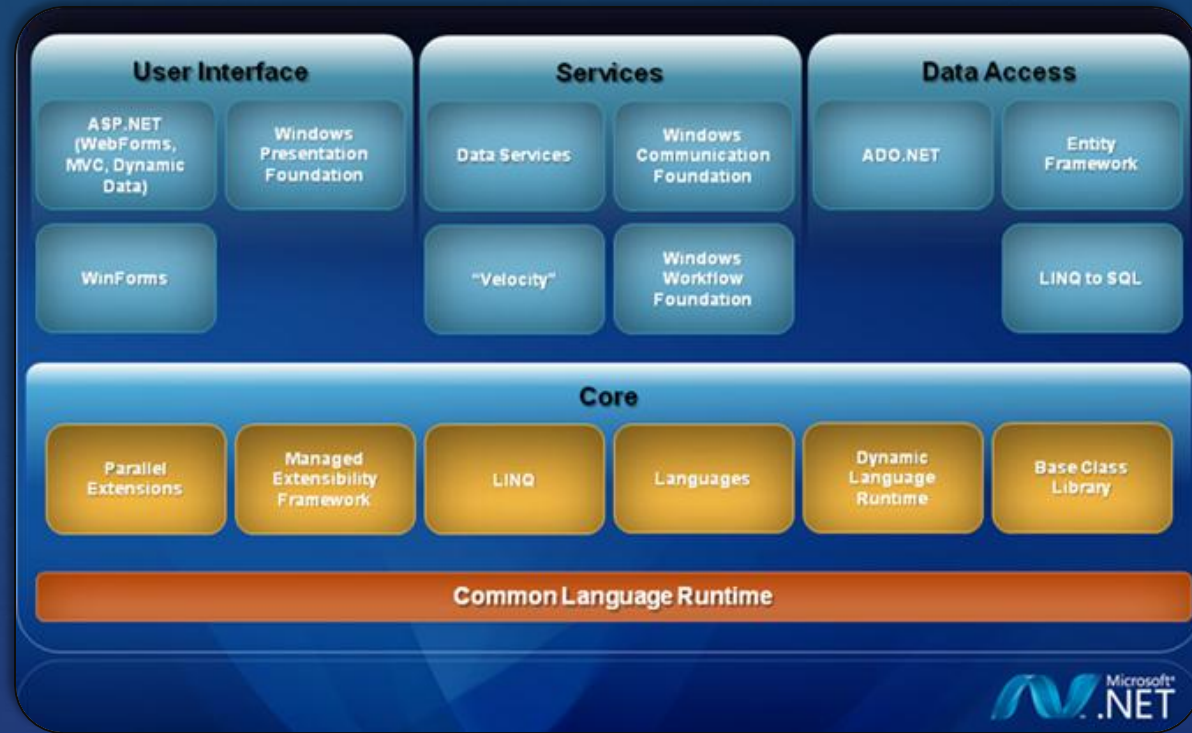 User Interface
ASP.NET
(WebForms,
MVC, Dynamic
Data)
Windows
Presentation
Foundation
WinForms
Services
Data Services
Windows
Communication
Foundation
"Velocity"
Windows
Workflow
Foundation
Data Access
ADO.NET
Entity
Framework
LINQ to SQL
Core
Parallel
Extensions
Managed
Extensibility
Framework
LINQ
Languages
Dynamic
Language
Runtime
Base Class
Library
Common Language Runtime
Microsoft®
.NET